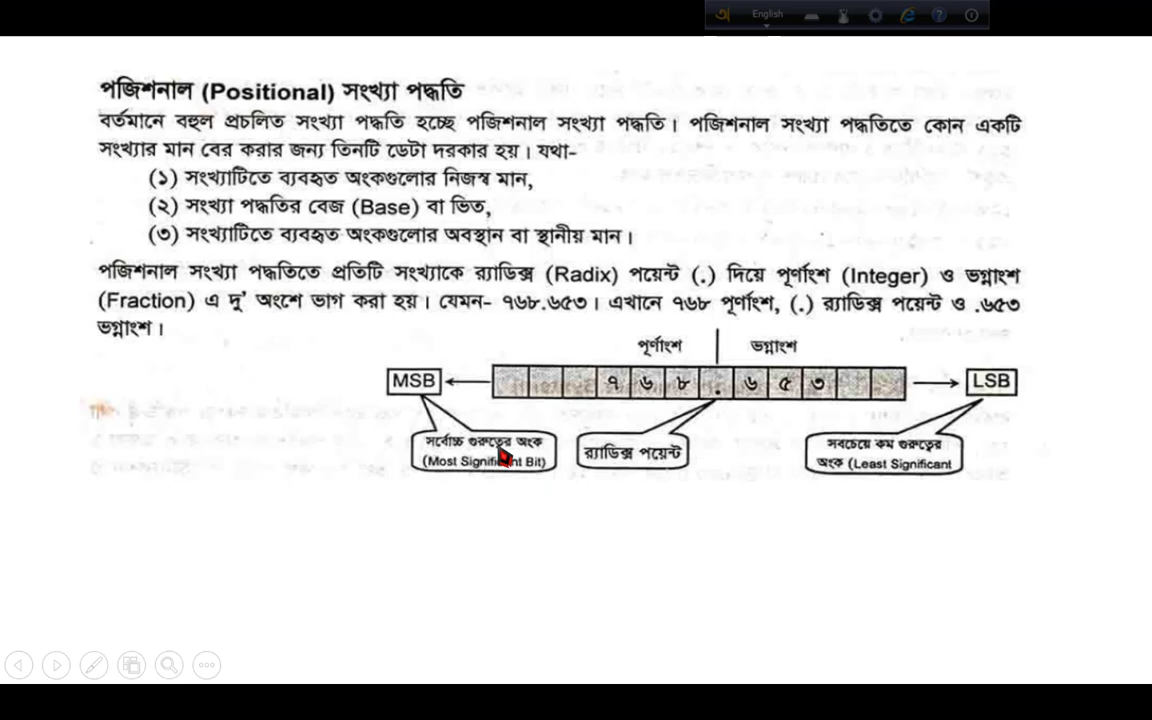 English
পজিশনাল (Positional) সংখ্যা পদ্ধতি
বর্তমানে বহুল প্রচলিত সংখ্যা পদ্ধতি হচ্ছে পজিশনাল সংখ্যা পদ্ধতি। পজিশনাল সংখ্যা পদ্ধতিতে কোন একটি
সংখ্যার মান বের করার জন্য তিনটি ডেটা দরকার হয়। যথা-
(১) সংখ্যাটিতে ব্যবহৃত অংকগুলোর নিজস্ব মান,
(২) সংখ্যা পদ্ধতির বেজ (Base) বা ভিত,
(৩) সংখ্যাটিতে ব্যবহৃত অংকগুলোর অবস্থান বা স্থানীয় মান।
পজিশনাল সংখ্যা পদ্ধতিতে প্রতিটি সংখ্যাকে র‍্যাডিক্স (Radix) পয়েন্ট (.) দিয়ে পূর্ণাংশ (Integer) ও ভগ্নাংশ
(Fraction) এ দু' অংশে ভাগ করা হয়। যেমন- ৭৬৮.৬৫৩। এখানে ৭৬৮ পূর্ণাংশ, (.) র‍্যাডিক্স পয়েন্ট ও .৬৫৩
ভগ্নাংশ।
পূর্ণাংশ ভগ্নাংশ
MSB ৭ ৬ ৮ . ৬ ৫ ৩ LSB
সর্বোচ্চ গুরুত্বের অংক
(Most Significant Bit)
র‍্যাডিক্স পয়েন্ট
সবচেয়ে কম গুরুত্বের
অংক (Least Significant